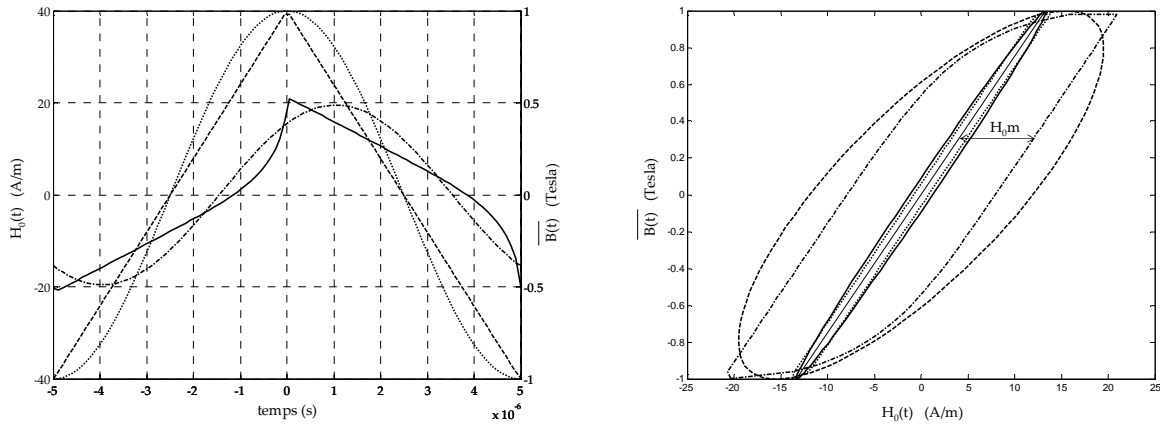 40
20
0
-20
-40
H₀(t) (A/m)
1
0.5
0
-0.5
-1
B(t) (Tesla)
-5 -4 -3 -2 -1 0 1 2 3 4 5
temps (s)
x 10⁻⁶
1
0.8
0.6
0.4
0.2
0
-0.2
-0.4
-0.6
-0.8
-1
B(t) (Tesla)
H₀m
-25 -20 -15 -10 -5 0 5 10 15 20 25
H₀(t) (A/m)